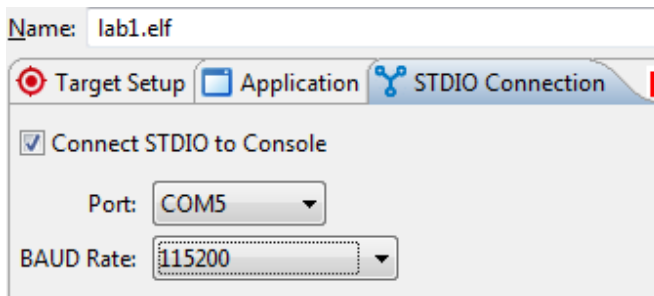 Name: lab1.elf
Target Setup Application STDIO Connection
Connect STDIO to Console
Port: COM5
BAUD Rate: 115200